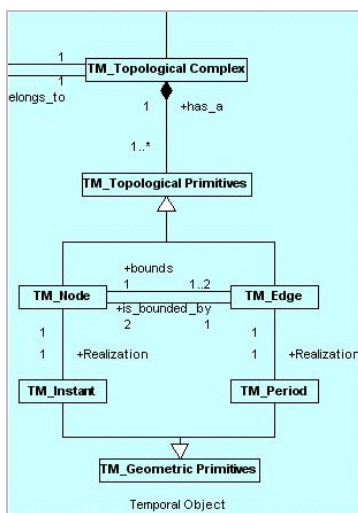 1
TM_Topological Complex
1
elongs_to
1
+has_a
1..*
TM_Topological Primitives
+bounds
1
1..2
TM_Node
TM_Edge
+is_bounded_by
2
1
1
1
1
+Realization
1
+Realization
TM_Instant
TM_Period
TM_Geometric Primitives
Temporal Object